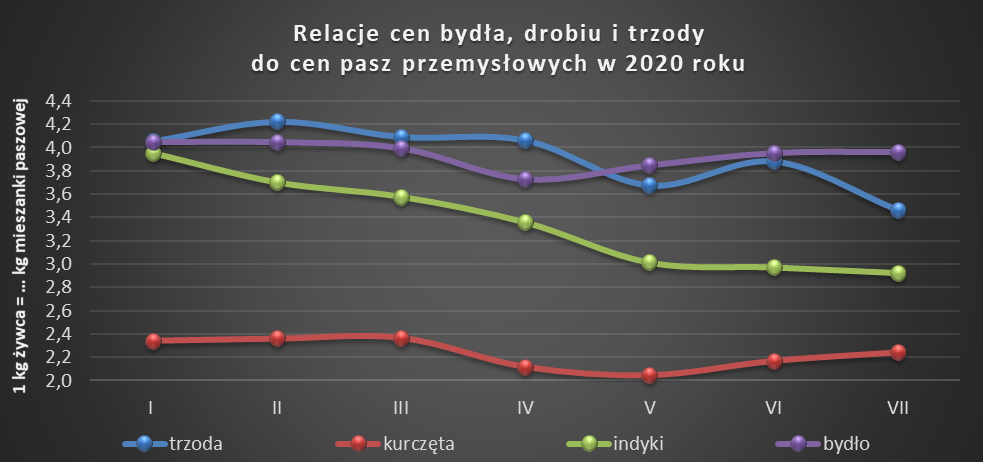 Relacje cen bydła, drobiu i trzody
do cen pasz przemysłowych w 2020 roku
1 kg żywca = ... kg mieszanki paszowej
4,4
4,2
4,0
3,8
3,6
3,4
3,2
3,0
2,8
2,6
2,4
2,2
2,0
I II III IV V VI VII
trzoda kurczęta indyki bydło